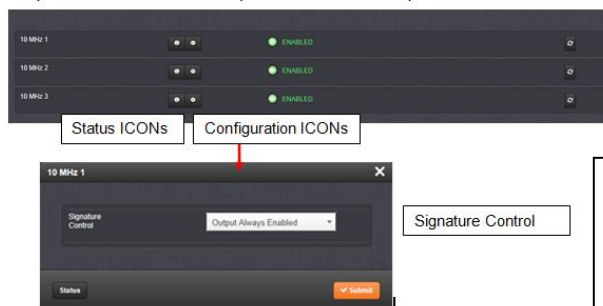 10 MHz 1
ENABLED
10 MHz 2
ENABLED
10 MHz 3
ENABLED
Status ICONs
Configuration ICONs
10 MHz 1
Signature
Control
Output Always Enabled
Signature Control
Status
Submit